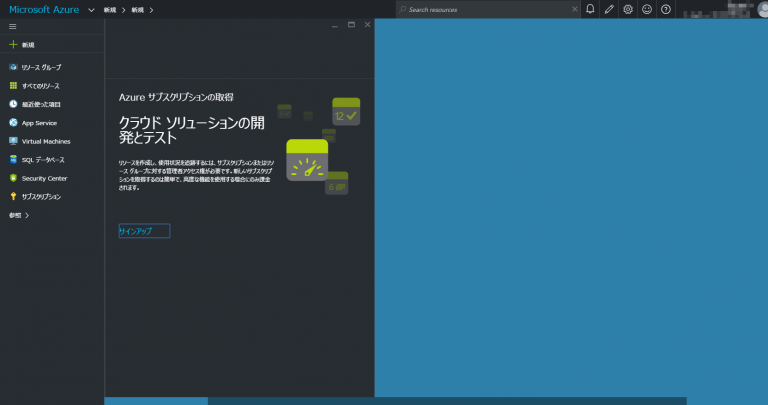 Microsoft Azure
新規 > 新規 >
Search resources
新規
リソース グループ
すべてのリソース
最近使った項目
App Service
Virtual Machines
SQL データベース
Security Center
サブスクリプション
参照 >
Azure サブスクリプションの取得
クラウド ソリューションの開
発とテスト
リソースを作成し、使用状況を追跡するには、サブスクリプションまたはリソ
ース グループに対する管理者アクセス権が必要です。新しいサブスクリプ
ションを取得するのは簡単で、高度な機能を使用する場合にのみ課金
されます。
12
6
サインアップ